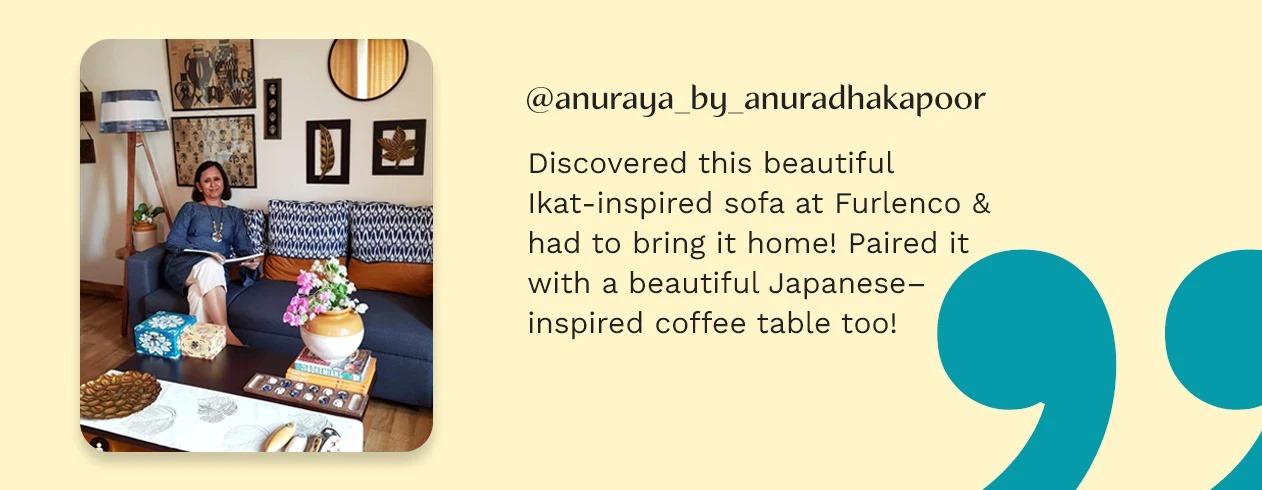 @anuraya_by_anuradhakapoor
Discovered this beautiful
Ikat-inspired sofa at Furlenco &
had to bring it home! Paired it
with a beautiful Japanese–
inspired coffee table too!